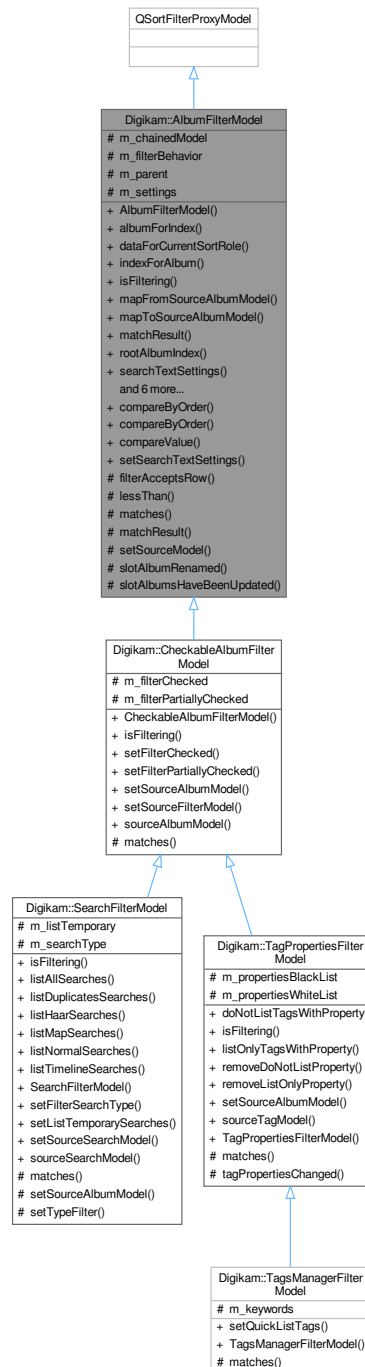 QSortFilterProxyModel
Digikam::AlbumFilterModel
# m_chainedModel
# m_filterBehavior
# m_parent
# m_settings
+ AlbumFilterModel()
+ albumForIndex()
+ dataForCurrentSortRole()
+ indexForAlbum()
+ isFiltering()
+ mapFromSourceAlbumModel()
+ mapToSourceAlbumModel()
+ matchResult()
+ rootAlbumIndex()
+ searchTextSettings()
and 6 more...
+ compareByOrder()
+ compareByOrder()
+ compareValue()
+ setSearchTextSettings()
# filterAcceptsRow()
# lessThan()
# matches()
# matchResult()
# setSourceModel()
# slotAlbumRenamed()
# slotAlbumsHaveBeenUpdated()
Digikam::CheckableAlbumFilter
Model
# m_filterChecked
# m_filterPartiallyChecked
+ CheckableAlbumFilterModel()
+ isFiltering()
+ setFilterChecked()
+ setFilterPartiallyChecked()
+ setSourceAlbumModel()
+ setSourceFilterModel()
+ sourceAlbumModel()
# matches()
Digikam::SearchFilterModel
# m_listTemporary
# m_searchType
+ isFiltering()
+ listAllSearches()
+ listDuplicatesSearches()
+ listHaarSearches()
+ listMapSearches()
+ listNormalSearches()
+ listTimelineSearches()
+ SearchFilterModel()
+ setFilterSearchType()
+ setListTemporarySearches()
+ setSourceSearchModel()
+ sourceSearchModel()
# matches()
# setSourceAlbumModel()
# setTypeFilter()
Digikam::TagPropertiesFilter
Model
# m_propertiesBlackList
# m_propertiesWhiteList
+ doNotListTagsWithProperty
+ isFiltering()
+ listOnlyTagsWithProperty()
+ removeDoNotListProperty()
+ removeListOnlyProperty()
+ setSourceAlbumModel()
+ sourceTagModel()
+ TagPropertiesFilterModel()
# matches()
# tagPropertiesChanged()
Digikam::TagsManagerFilter
Model
# m_keywords
+ setQuickListTags()
+ TagsManagerFilterModel()
# matches()